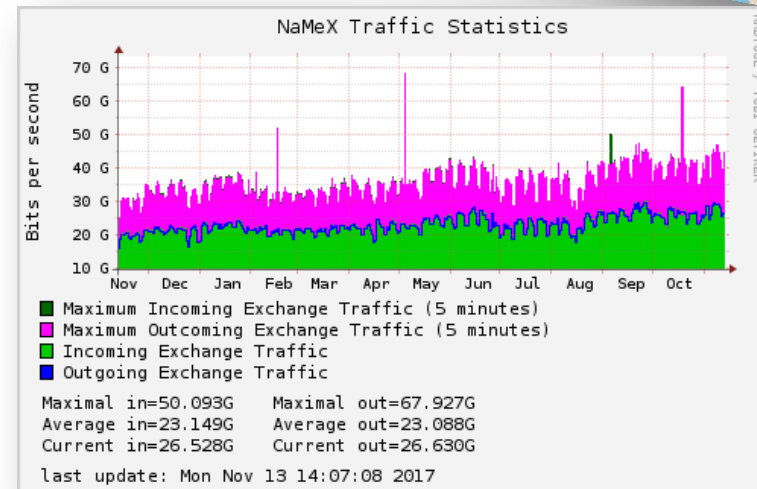 NaMeX Traffic Statistics
Bits per second
70 G
60 G
50 G
40 G
30 G
20 G
10 G
Nov Dec Jan Feb Mar Apr May Jun Jul Aug Sep Oct
Maximum Incoming Exchange Traffic (5 minutes)
Maximum Outcoming Exchange Traffic (5 minutes)
Incoming Exchange Traffic
Outgoing Exchange Traffic
Maximal in=50.093G Maximal out=67.927G
Average in=23.149G Average out=23.088G
Current in=26.528G Current out=26.630G
last update: Mon Nov 13 14:07:08 2017